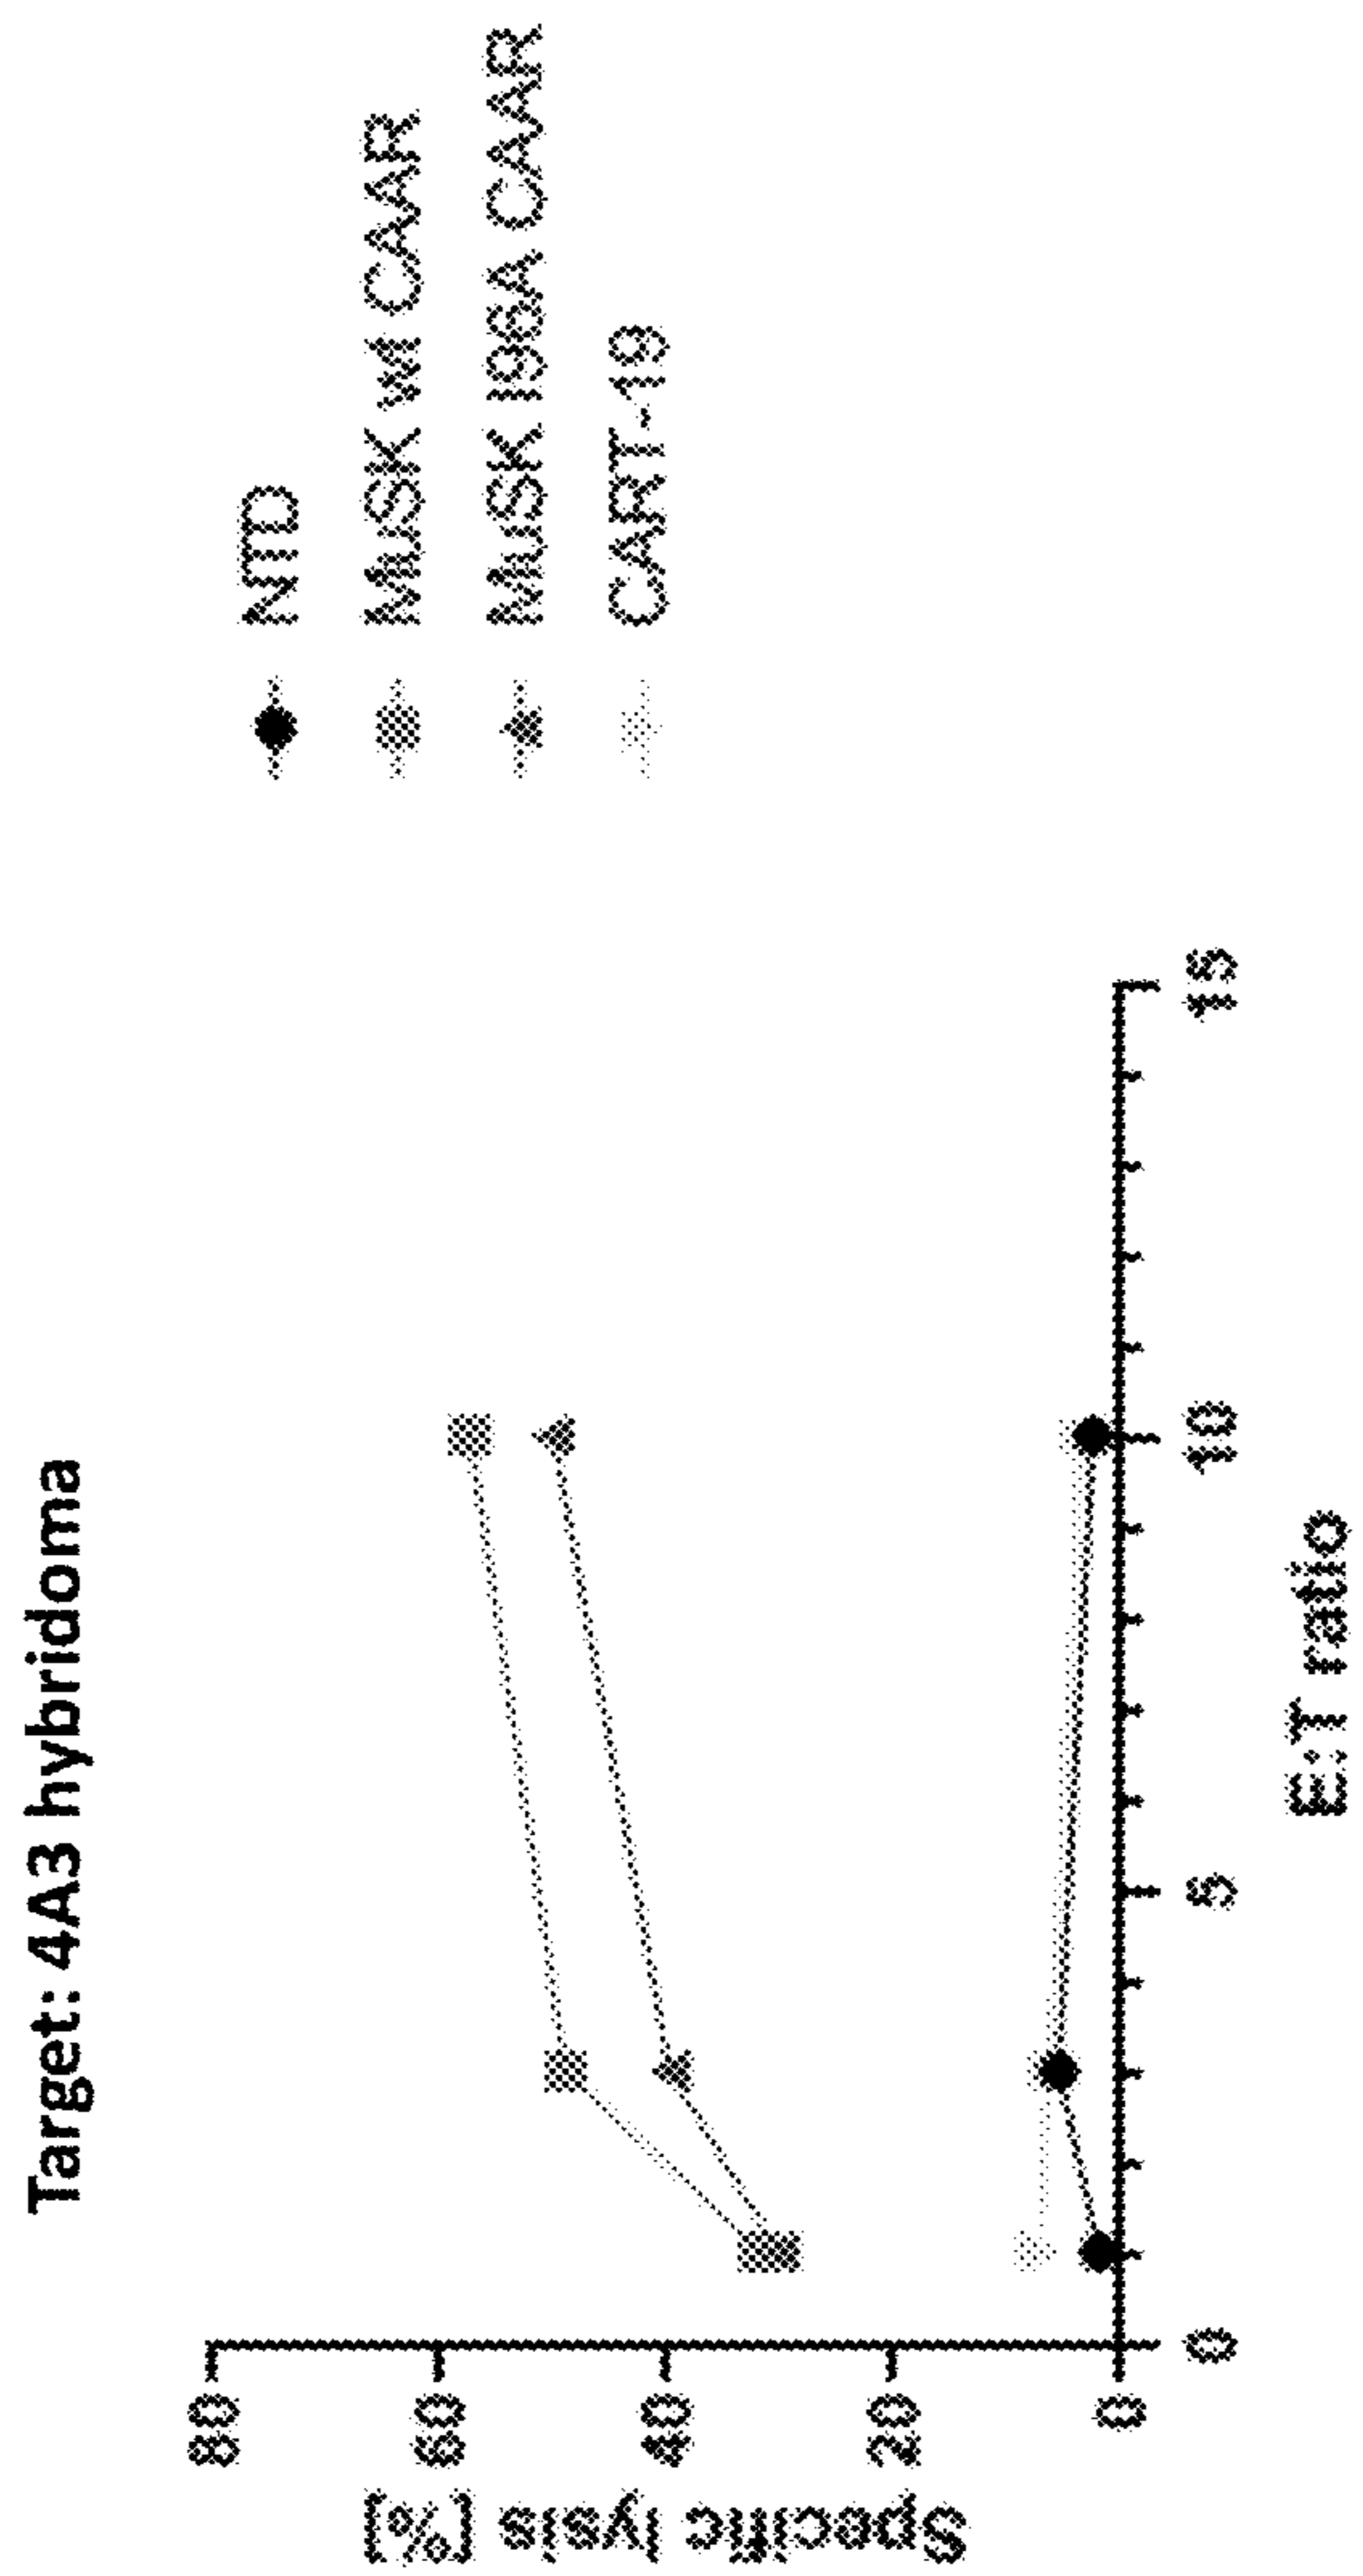 Target: 4A3 hybridoma
Specific lysis [%]
80
60
40
20
0
0
5
10
15
E:T ratio
NTD
MuSK wt CAAR
MuSK I96A CAAR
CART-19